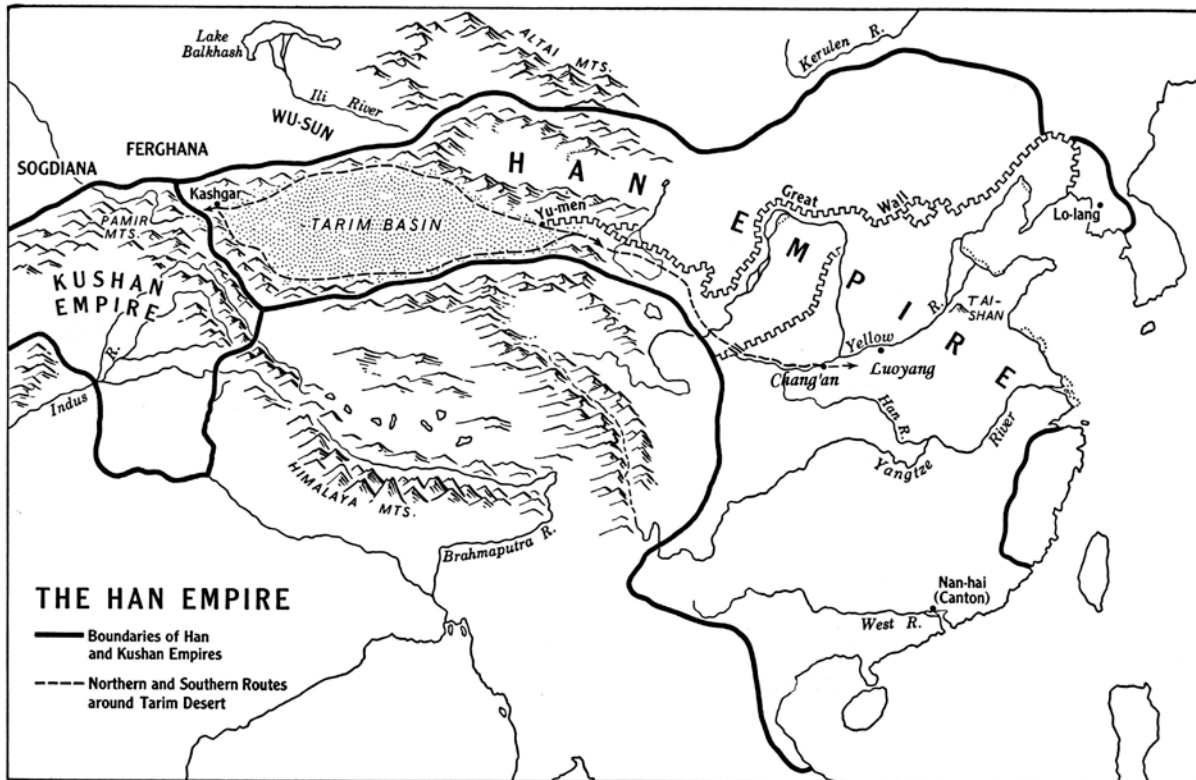 Lake
Balkhash
ALTAI
MTS.
Kerulen R.
Ili River
WU-SUN
FERGHANA
SOGDIANA
HAN
EMPIRE
Kashgar
PAMIR
MTS.
TARIM BASIN
Yu-men
Great Wall
Lo-lang
KUSHAN
EMPIRE
T'AI-
SHAN
Yellow R.
Chang'an
Luoyang
Indus R.
Han R.
Yangtze River
HIMALAYA MTS.
Brahmaputra R.
Nan-hai
(Canton)
West R.
THE HAN EMPIRE
Boundaries of Han
and Kushan Empires
Northern and Southern Routes
around Tarim Desert